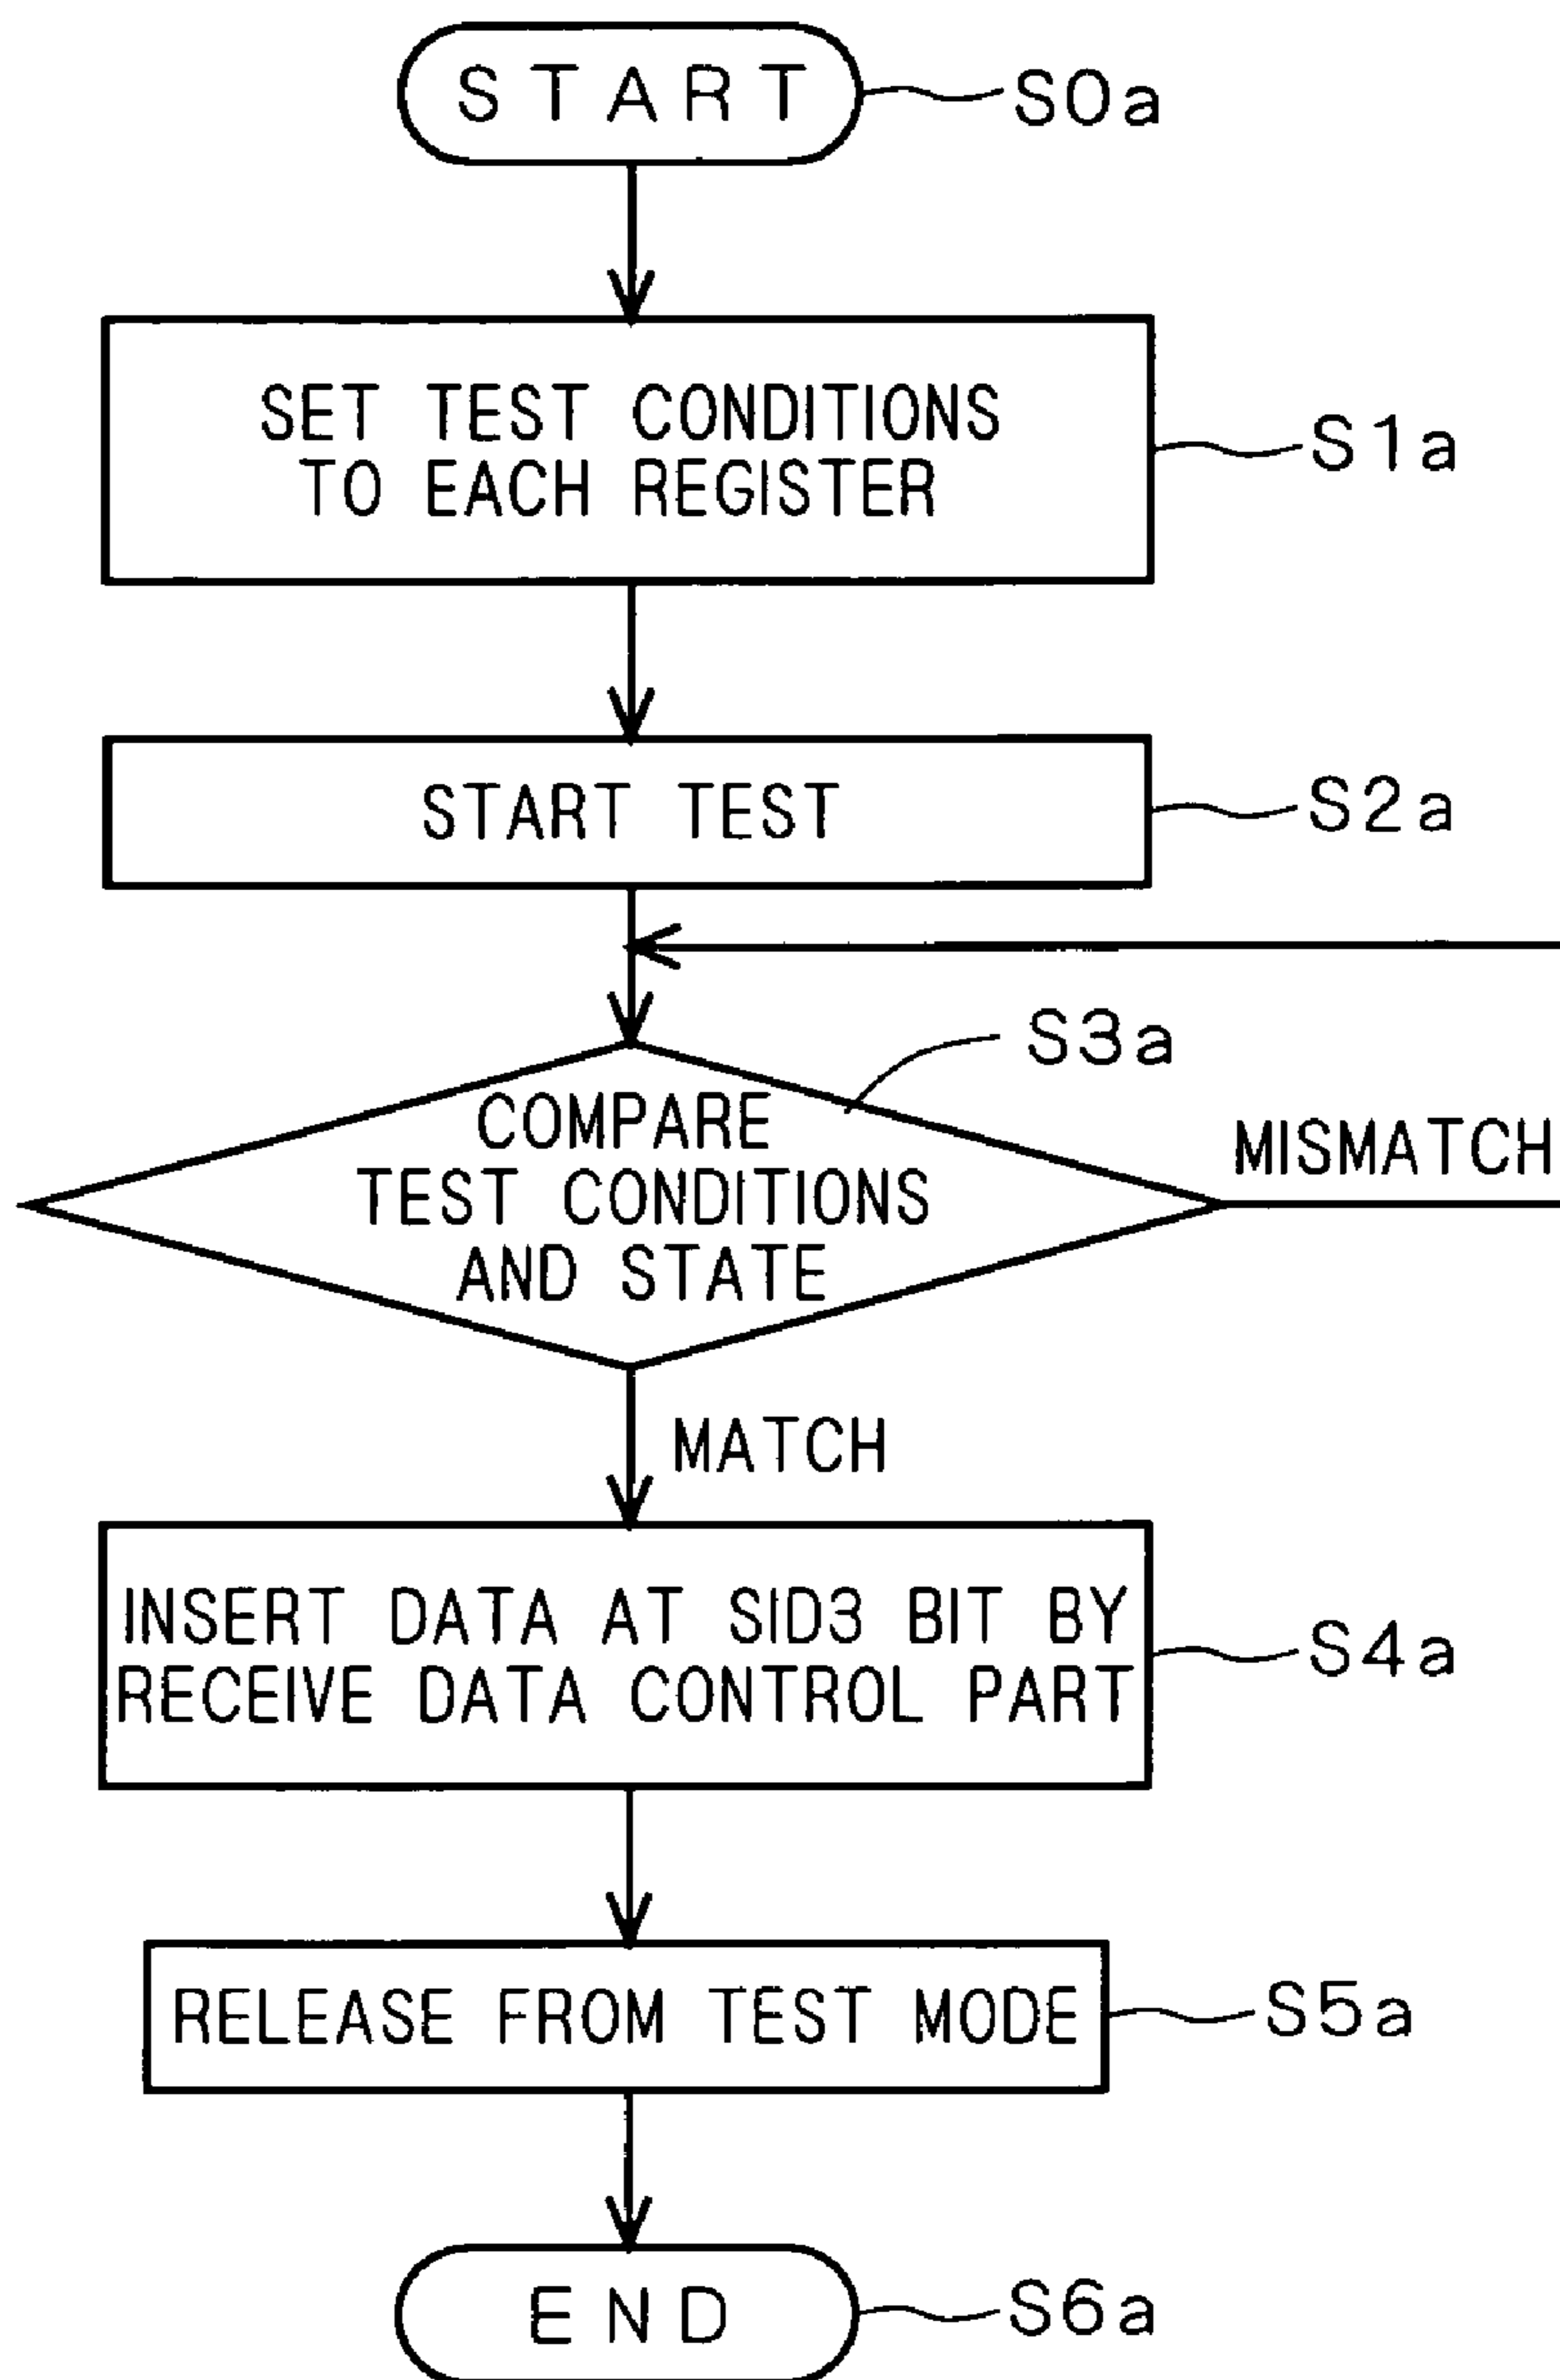 START
S0a
SET TEST CONDITIONS
TO EACH REGISTER
S1a
START TEST
S2a
S3a
COMPARE
TEST CONDITIONS
AND STATE
MISMATCH
MATCH
INSERT DATA AT SID3 BIT BY
RECEIVE DATA CONTROL PART
S4a
RELEASE FROM TEST MODE
S5a
END
S6a